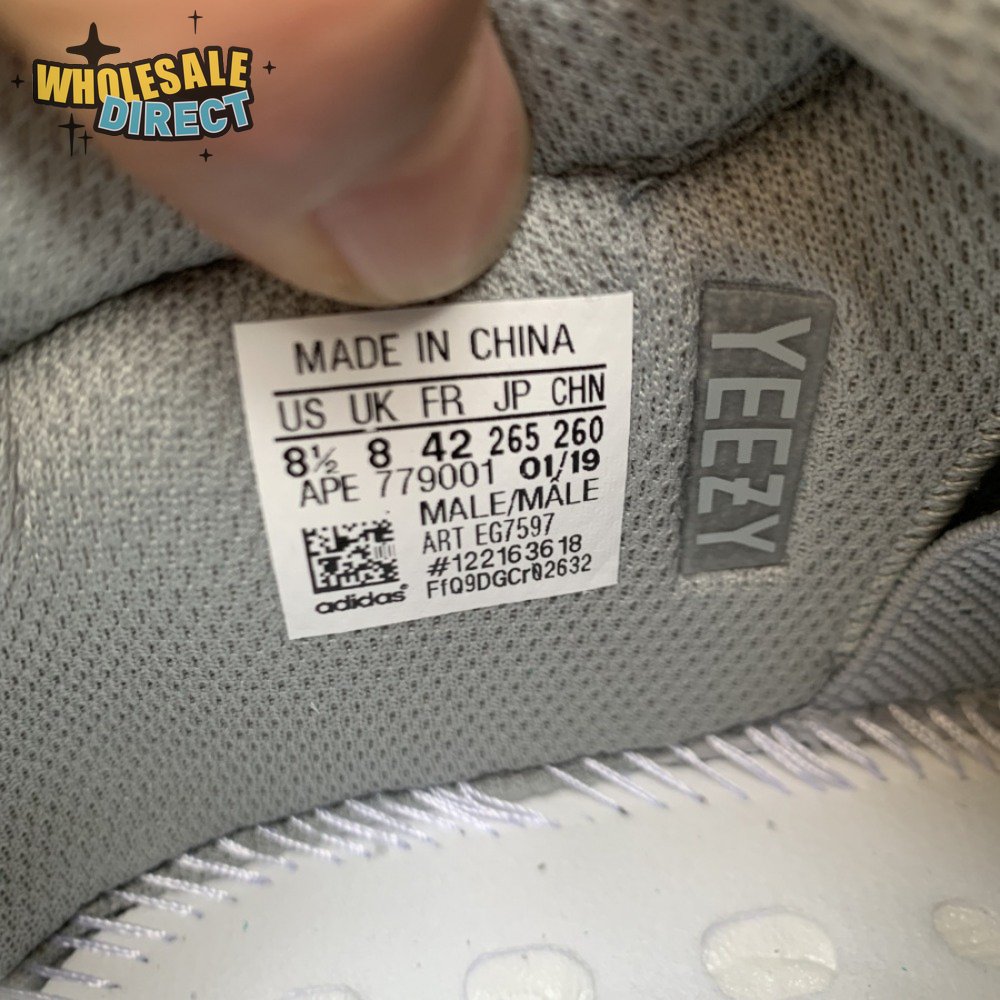 WHOLESALE
DIRECT
MADE IN CHINA
US UK FR JP CHN
8½ 8 42 265 260
APE 779001 01/19
MALE/MÂLE
ART EG7597
#122163618
FfQ9DGCr02632
adidas®
YEEZY